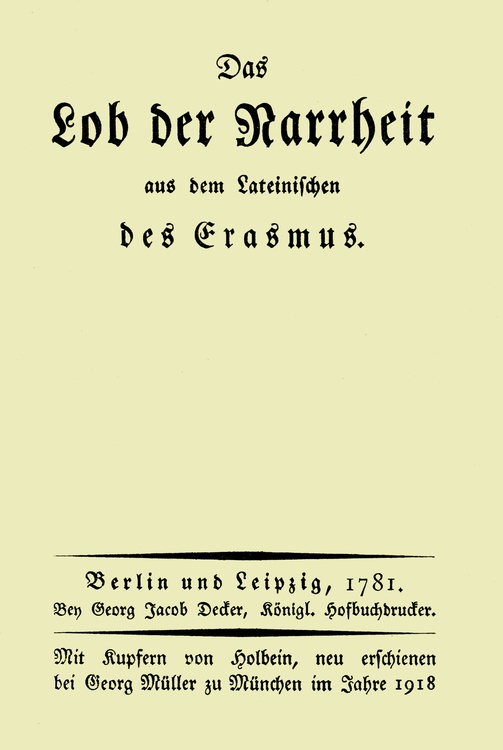 Das
Lob der Narrheit
aus dem Lateinischen
des Erasmus.
Berlin und Leipzig, 1781.
Bey Georg Jacob Decker, Königl. Hofbuchdrucker.
Mit Kupfern von Holbein, neu erschienen
bei Georg Müller zu München im Jahre 1918